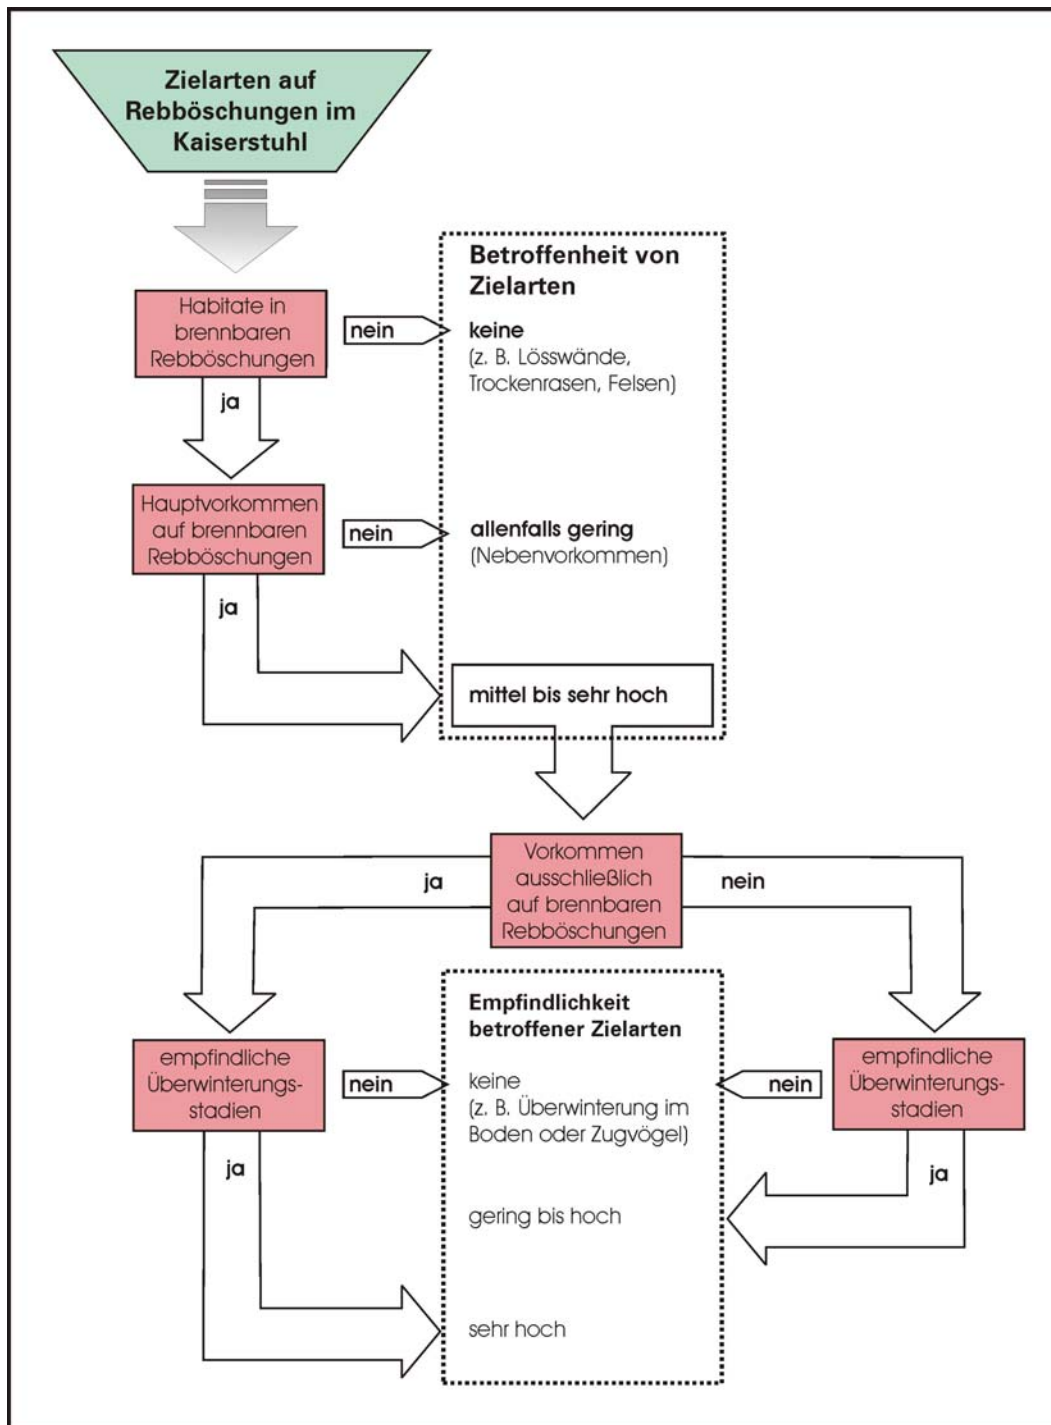 Zielarten auf
Rebböschungen im
Kaiserstuhl
Betroffenheit von
Zielarten
Habitate in
brennbaren
Rebböschungen
nein
keine
(z. B. Lösswände,
Trockenrasen, Felsen)
ja
Hauptvorkommen
auf brennbaren
Rebböschungen
nein
allenfalls gering
(Nebenvorkommen)
ja
mittel bis sehr hoch
Vorkommen
ausschließlich
auf brennbaren
Rebböschungen
ja
nein
Empfindlichkeit
betroffener Zielarten
empfindliche
Überwinterungs-
stadien
nein
keine
(z. B. Überwinterung im
Boden oder Zugvögel)
nein
empfindliche
Überwinterungs-
stadien
ja
ja
gering bis hoch
sehr hoch